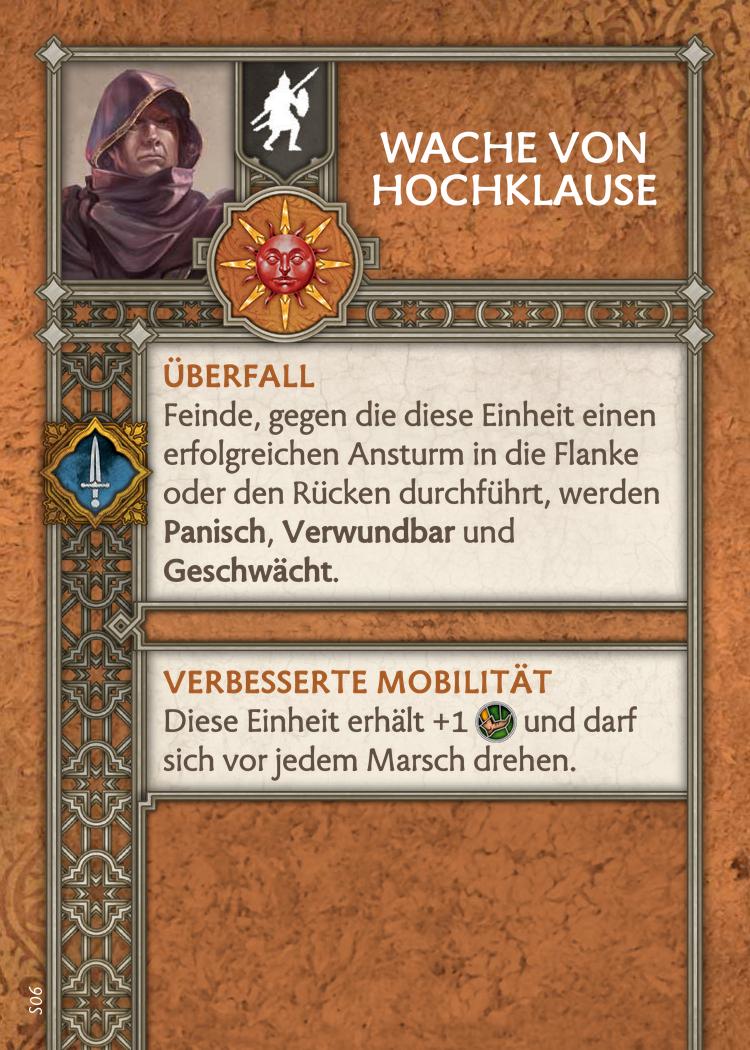 WACHE VON
HOCHKLAUSE
ÜBERFALL
Feinde, gegen die diese Einheit einen
erfolgreichen Ansturm in die Flanke
oder den Rücken durchführt, werden
Panisch, Verwundbar und
Geschwächt.
VERBESSERTE MOBILITÄT
Diese Einheit erhält +1 und darf
sich vor jedem Marsch drehen.
S06